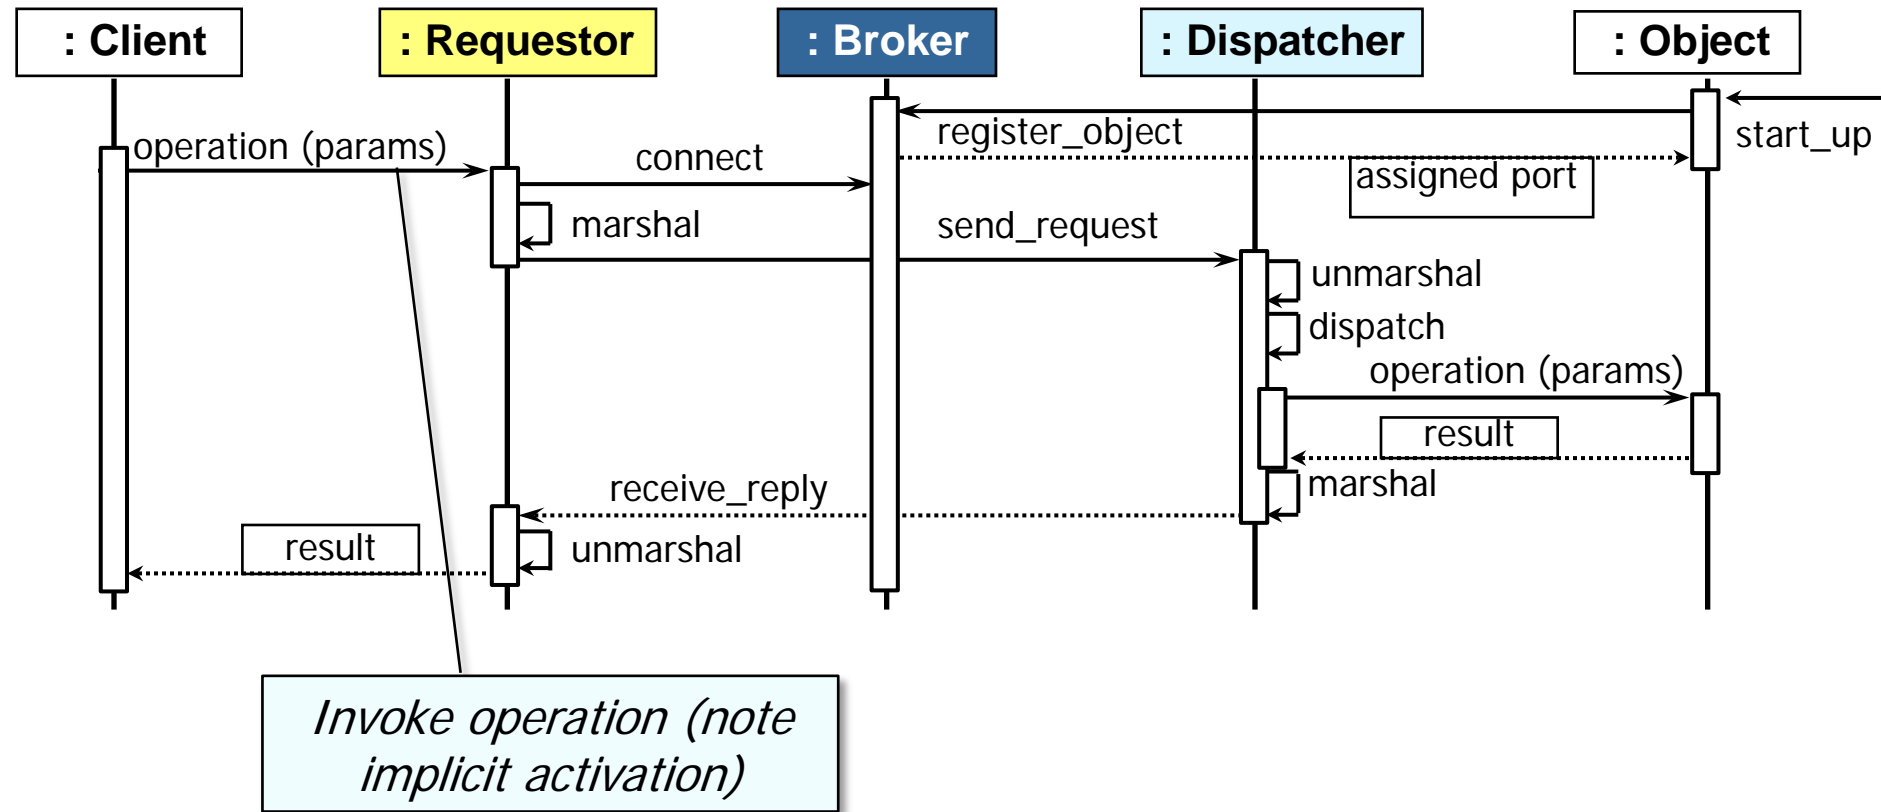 : Client
: Requestor
: Broker
: Dispatcher
: Object
register_object
start_up
operation (params)
connect
assigned port
marshal
send_request
unmarshal
dispatch
operation (params)
result
marshal
receive_reply
result
unmarshal
Invoke operation (note
implicit activation)